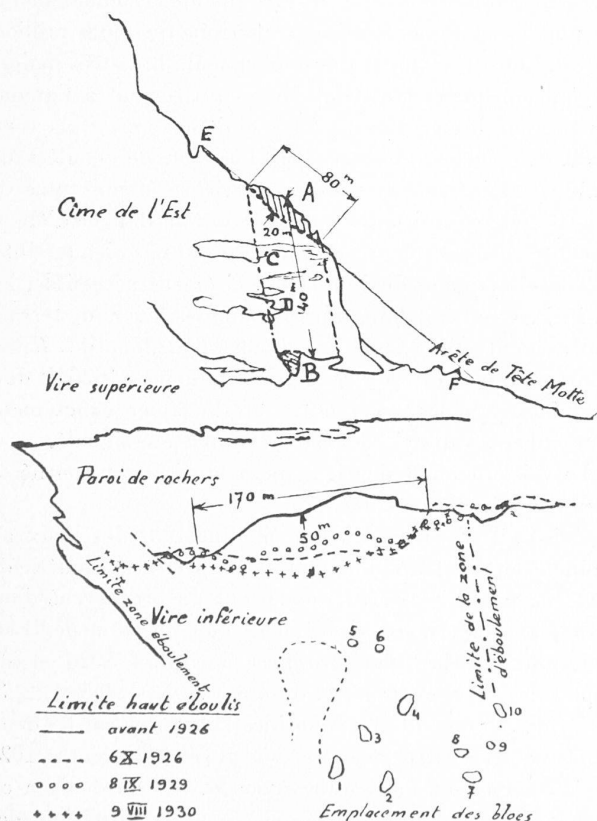 E
A
80 m
Cime de l'Est
20 m
C
D
140
B
Arête de Tête Motte
F
Vire supérieure
Paroi de rochers
170 m
50 m
Limite zone éboulement
Vire inférieure
Limite de la zone d'éboulement
5 6
4
10
3
8 9
1 2 7
Limite haut éboulis
avant 1926
6 X 1926
8 IX 1929
9 VIII 1930
Emplacement des blocs